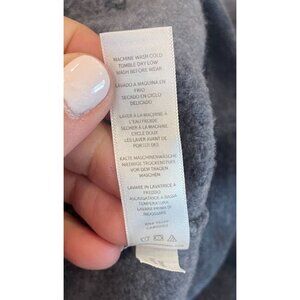 MACHINE WASH COLD
TUMBLE DRY LOW
WASH BEFORE WEAR
LAVADO A MAQUINA EN
FRIO
SECADO EN CICLO
DELICADO
LAVER À LA MACHINE A
L'EAU FROIDE
SÉCHER À LA MACHINE
CYCLE DOUX
LES LAVER AVANT DE
PORTER DES
KALTE MASCHINENWÄSCHE
NIEDRIGE TROCKENSTUFE
VOR DEM TRAGEN
WASCHEN
LAVARE IN LAVATRICE A
FREDDO
A BASSA
TEMPERATURA
LAVARE PRIMA DI
INDOSSARE